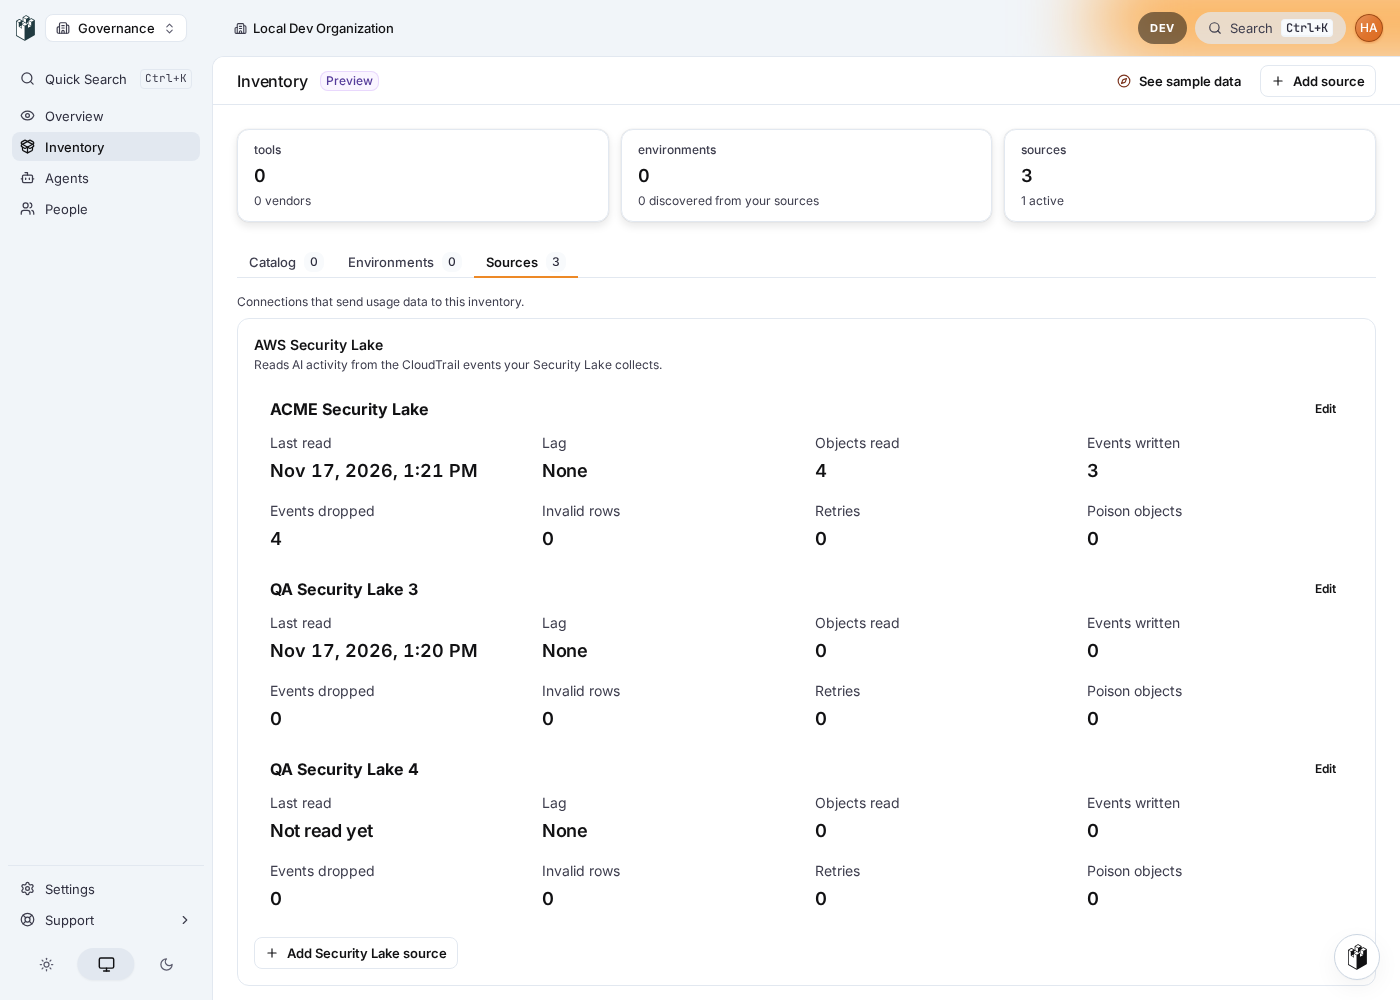 Governance
Local Dev Organization
DEV
Search Ctrl+K
HA
Quick Search Ctrl+K
Overview
Inventory
Agents
People
Settings
Support
Inventory Preview
See sample data
Add source
tools
0
0 vendors
environments
0
0 discovered from your sources
sources
3
1 active
Catalog 0 Environments 0 Sources 3
Connections that send usage data to this inventory.
AWS Security Lake
Reads AI activity from the CloudTrail events your Security Lake collects.
ACME Security Lake Edit
Last read Lag Objects read Events written
Nov 17, 2026, 1:21 PM None 4 3
Events dropped Invalid rows Retries Poison objects
4 0 0 0
QA Security Lake 3 Edit
Last read Lag Objects read Events written
Nov 17, 2026, 1:20 PM None 0 0
Events dropped Invalid rows Retries Poison objects
0 0 0 0
QA Security Lake 4 Edit
Last read Lag Objects read Events written
Not read yet None 0 0
Events dropped Invalid rows Retries Poison objects
0 0 0 0
Add Security Lake source